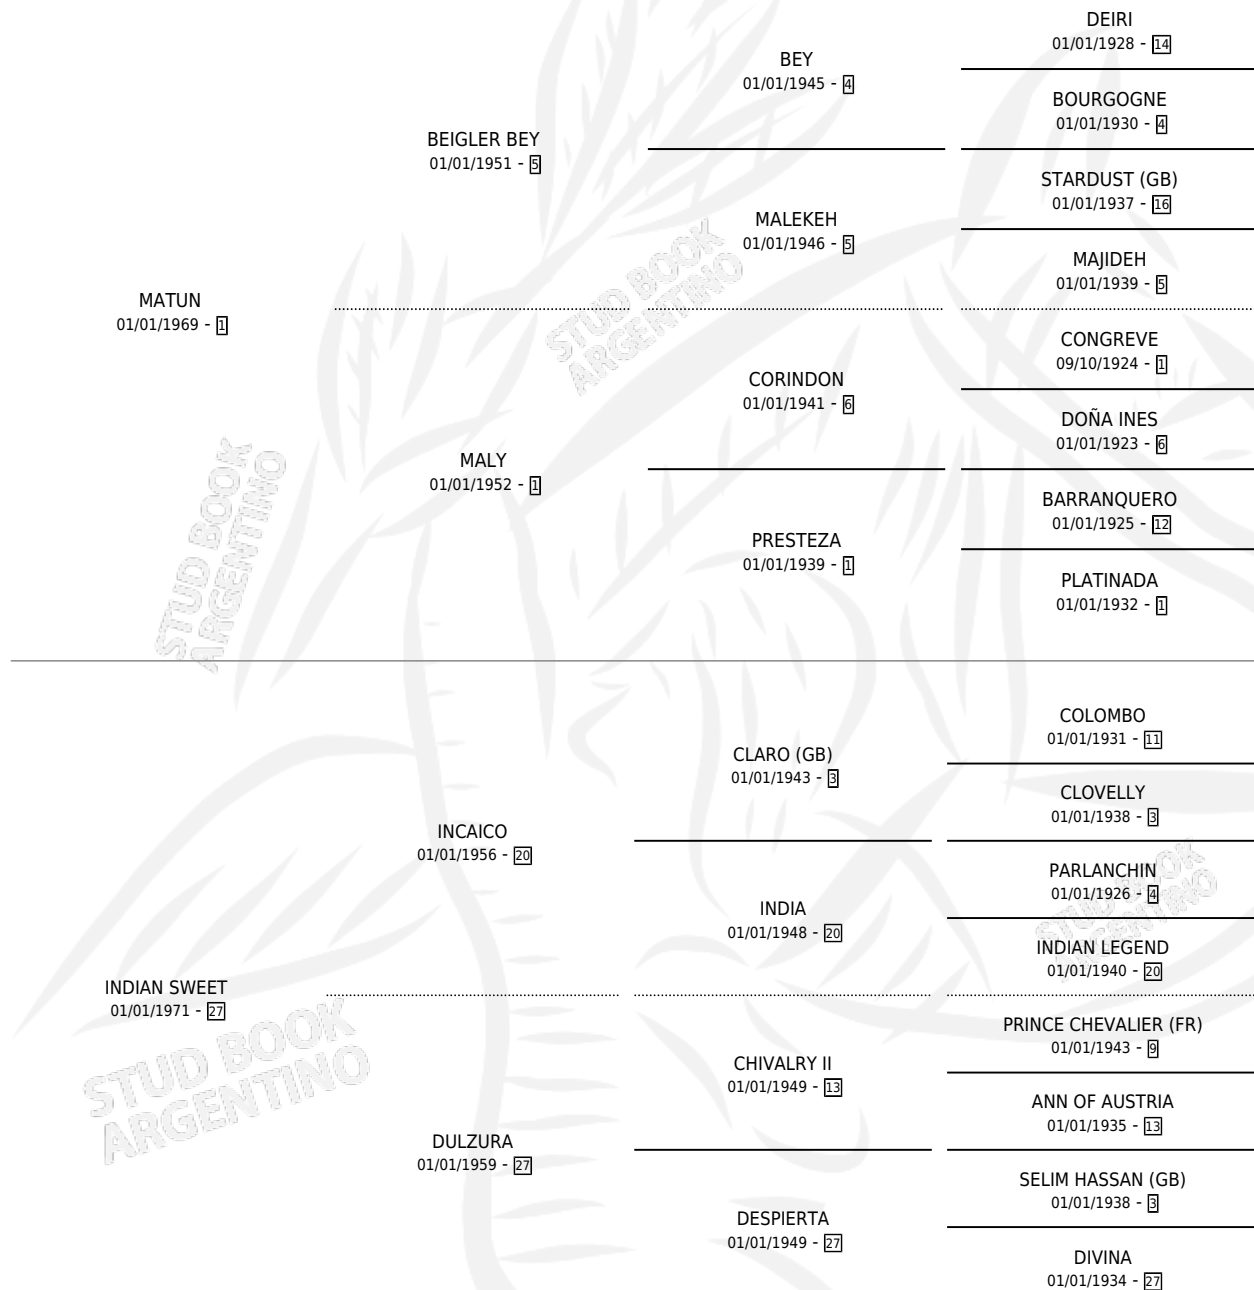 MATUN
01/01/1969 - 1
BEIGLER BEY
01/01/1951 - 5
MALY
01/01/1952 - 1
BEY
01/01/1945 - 4
MALEKEH
01/01/1946 - 5
CORINDON
01/01/1941 - 6
PRESTEZA
01/01/1939 - 1
DEIRI
01/01/1928 - 14
BOURGOGNE
01/01/1930 - 4
STARDUST (GB)
01/01/1937 - 16
MAJIDEH
01/01/1939 - 5
CONGREVE
09/10/1924 - 1
DOÑA INES
01/01/1923 - 6
BARRANQUERO
01/01/1925 - 12
PLATINADA
01/01/1932 - 1
INDIAN SWEET
01/01/1971 - 27
INCAICO
01/01/1956 - 20
DULZURA
01/01/1959 - 27
CLARO (GB)
01/01/1943 - 3
INDIA
01/01/1948 - 20
CHIVALRY II
01/01/1949 - 13
DESPIERTA
01/01/1949 - 27
COLOMBO
01/01/1931 - 11
CLOVELLY
01/01/1938 - 3
PARLANCHIN
01/01/1926 - 4
INDIAN LEGEND
01/01/1940 - 20
PRINCE CHEVALIER (FR)
01/01/1943 - 9
ANN OF AUSTRIA
01/01/1935 - 13
SELIM HASSAN (GB)
01/01/1938 - 3
DIVINA
01/01/1934 - 27
STUD BOOK
ARGENTINO
STUD BOOK
ARGENTINO
STUD BOOK
ARGENTINO
STUD BOOK
ARGENTINO